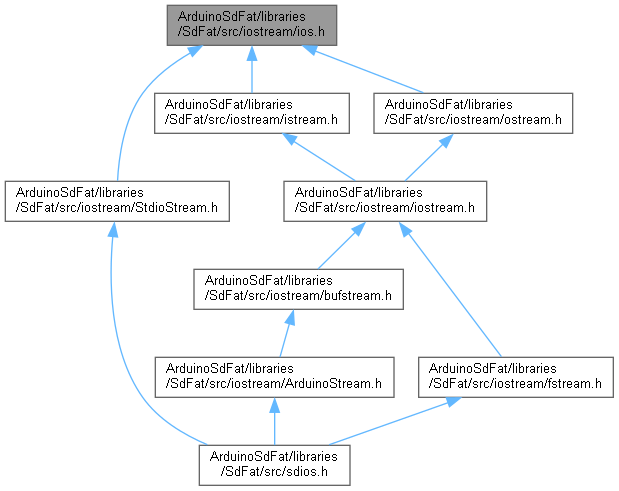 ArduinoSdFat/libraries
/SdFat/src/iostream/ios.h
ArduinoSdFat/libraries
/SdFat/src/iostream/istream.h
ArduinoSdFat/libraries
/SdFat/src/iostream/ostream.h
ArduinoSdFat/libraries
/SdFat/src/iostream/StdioStream.h
ArduinoSdFat/libraries
/SdFat/src/iostream/iostream.h
ArduinoSdFat/libraries
/SdFat/src/iostream/bufstream.h
ArduinoSdFat/libraries
/SdFat/src/iostream/ArduinoStream.h
ArduinoSdFat/libraries
/SdFat/src/iostream/fstream.h
ArduinoSdFat/libraries
/SdFat/src/sdios.h